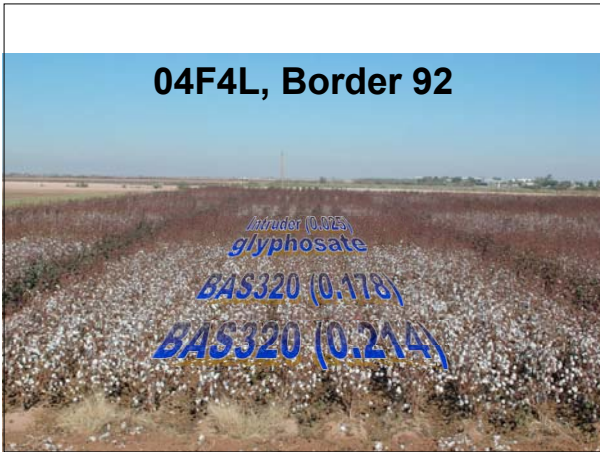 04F4L, Border 92
Intruder (0.025)
glyphosate
BAS320 (0.178)
BAS320 (0.214)